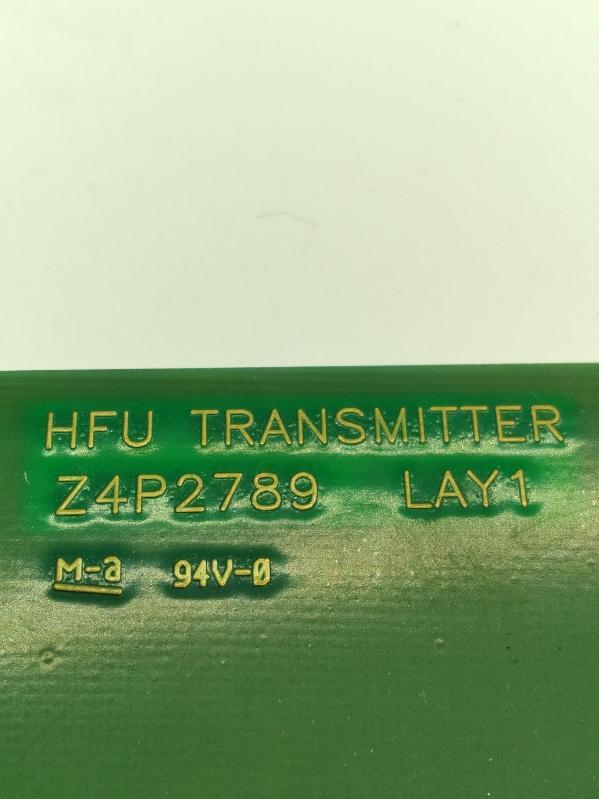 HFU TRANSMITTER
Z4P2789 LAY1
M-a 94V-0